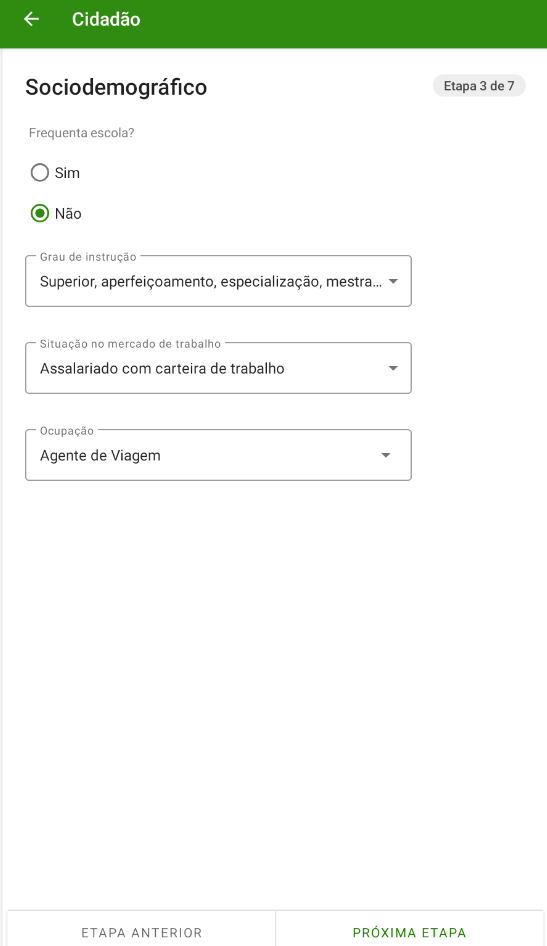 Cidadão
Sociodemográfico
Etapa 3 de 7
Frequenta escola?
Sim
Não
Grau de instrução
Superior, aperfeiçoamento, especialização, mestra...
Situação no mercado de trabalho
Assalariado com carteira de trabalho
Ocupação
Agente de Viagem
ETAPA ANTERIOR
PRÓXIMA ETAPA